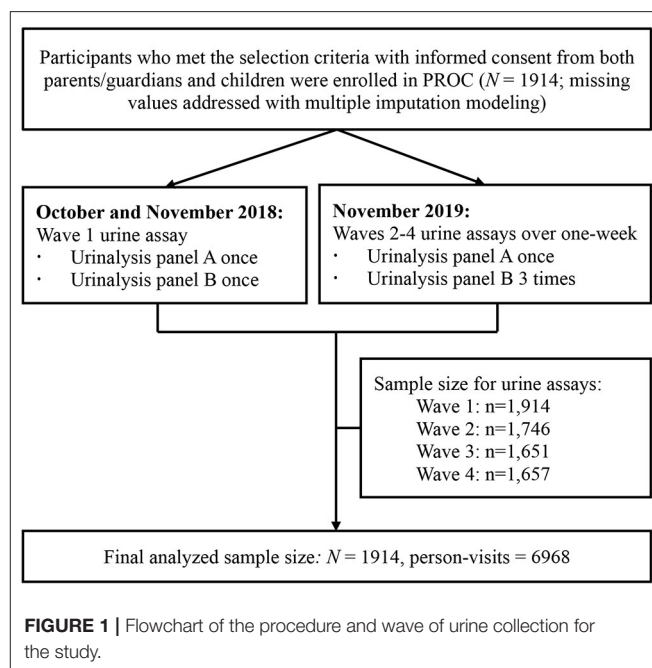 Participants who met the selection criteria with informed consent from both
parents/guardians and children were enrolled in PROC (N = 1914; missing
values addressed with multiple imputation modeling)
October and November 2018:
Wave 1 urine assay
· Urinalysis panel A once
· Urinalysis panel B once
November 2019:
Waves 2-4 urine assays over one-week
· Urinalysis panel A once
· Urinalysis panel B 3 times
Sample size for urine assays:
Wave 1: n=1,914
Wave 2: n=1,746
Wave 3: n=1,651
Wave 4: n=1,657
Final analyzed sample size: N = 1914, person-visits = 6968
FIGURE 1 | Flowchart of the procedure and wave of urine collection for
the study.